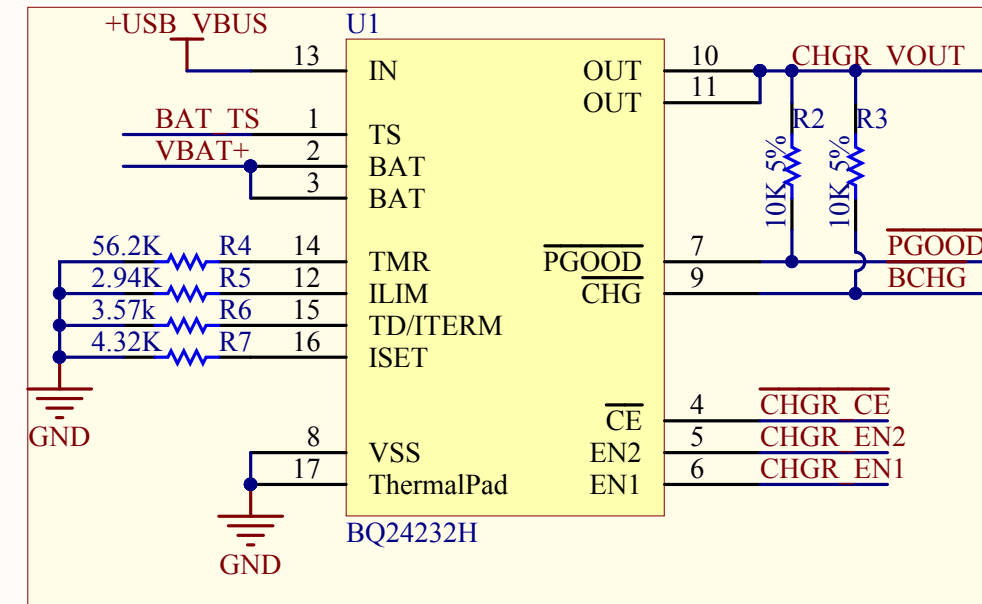 +USB_VBUS
U1
13 IN
OUT 10 CHGR_VOUT
OUT 11
BAT_TS 1 TS
VBAT+ 2 BAT
3 BAT
R2 10K 5%
R3 10K 5%
56.2K R4 14 TMR
PGOOD 7 PGOOD
2.94K R5 12 ILIM
CHG 9 BCHG
3.57k R6 15 TD/ITERM
4.32K R7 16 ISET
GND
CE 4 CHGR_CE
8 VSS
EN2 5 CHGR_EN2
17 ThermalPad
EN1 6 CHGR_EN1
GND
BQ24232H